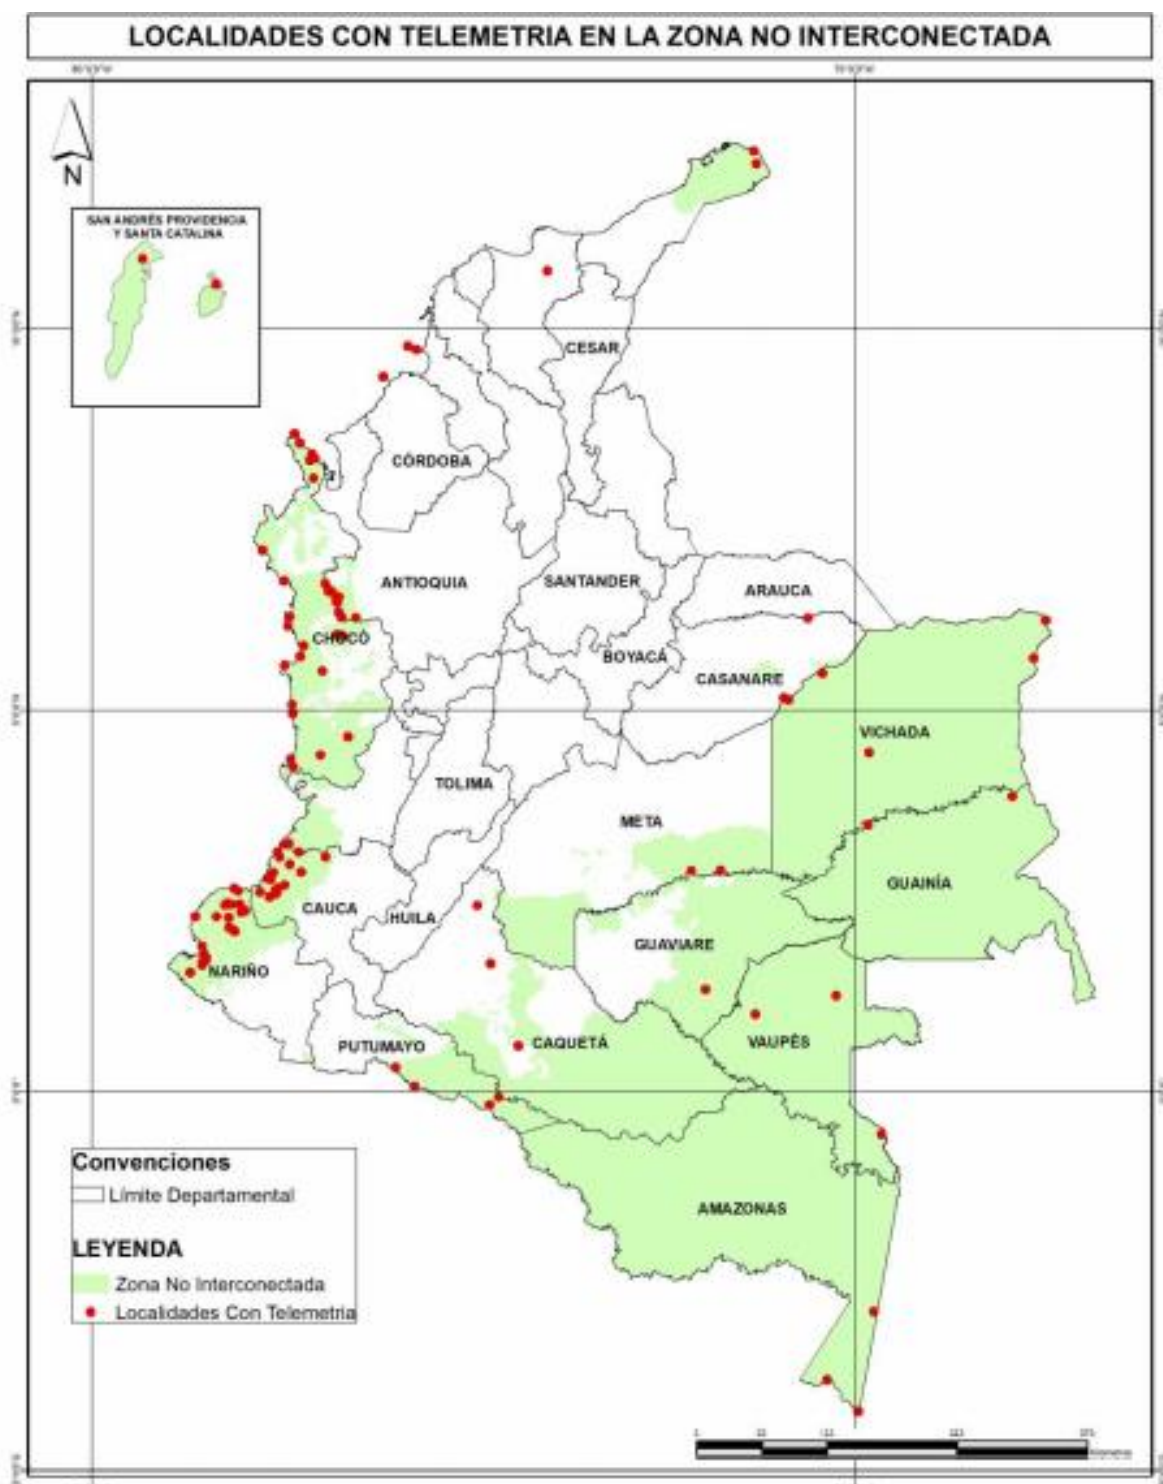 LOCALIDADES CON TELEMETRIA EN LA ZONA NO INTERCONECTADA
N
SAN ANDRÉS PROVIDENCIA
Y SANTA CATALINA
CESAR
CÓRDOBA
ANTIOQUIA
SANTANDER
ARAUCA
CHOCÓ
BOYACÁ
CASANARE
VICHADA
TOLIMA
META
GUAINÍA
CAUCA
HUILA
GUAVIARE
NARIÑO
PUTUMAYO
CAQUETÁ
VAUPÉS
AMAZONAS
Convenciones
Límite Departamental
LEYENDA
Zona No Interconectada
Localidades Con Telemetria